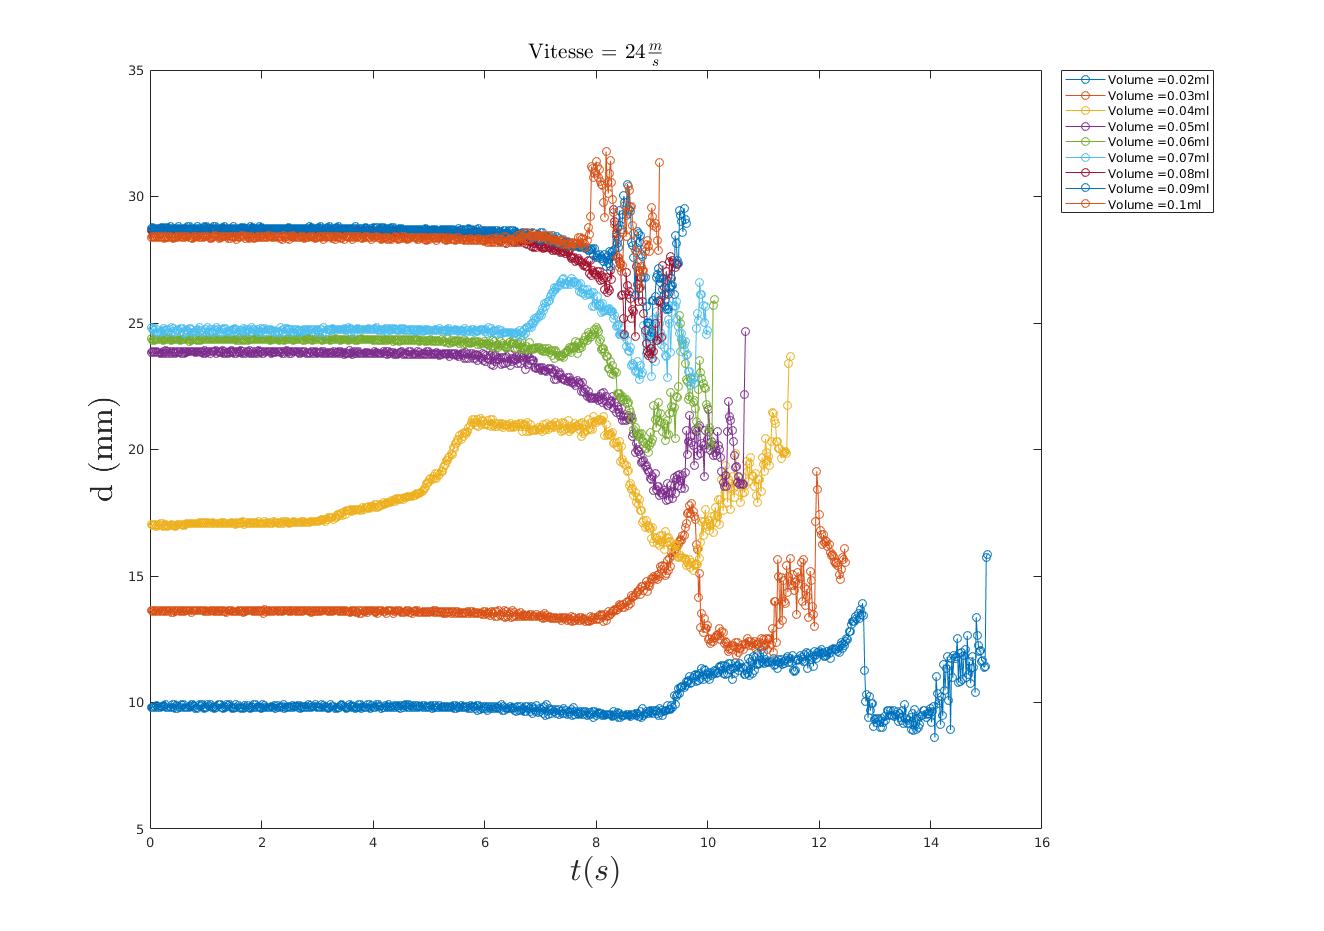 Vitesse = 24 m/s
35
30
25
20
15
10
5
d (mm)
0 2 4 6 8 10 12 14 16
t(s)
Volume =0.02ml
Volume =0.03ml
Volume =0.04ml
Volume =0.05ml
Volume =0.06ml
Volume =0.07ml
Volume =0.08ml
Volume =0.09ml
Volume =0.1ml